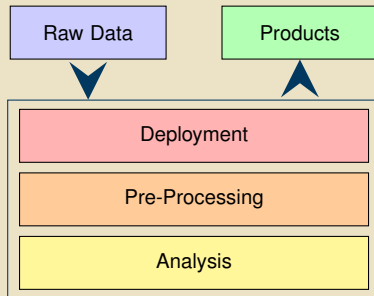 Raw Data
Products
Deployment
Pre-Processing
Analysis